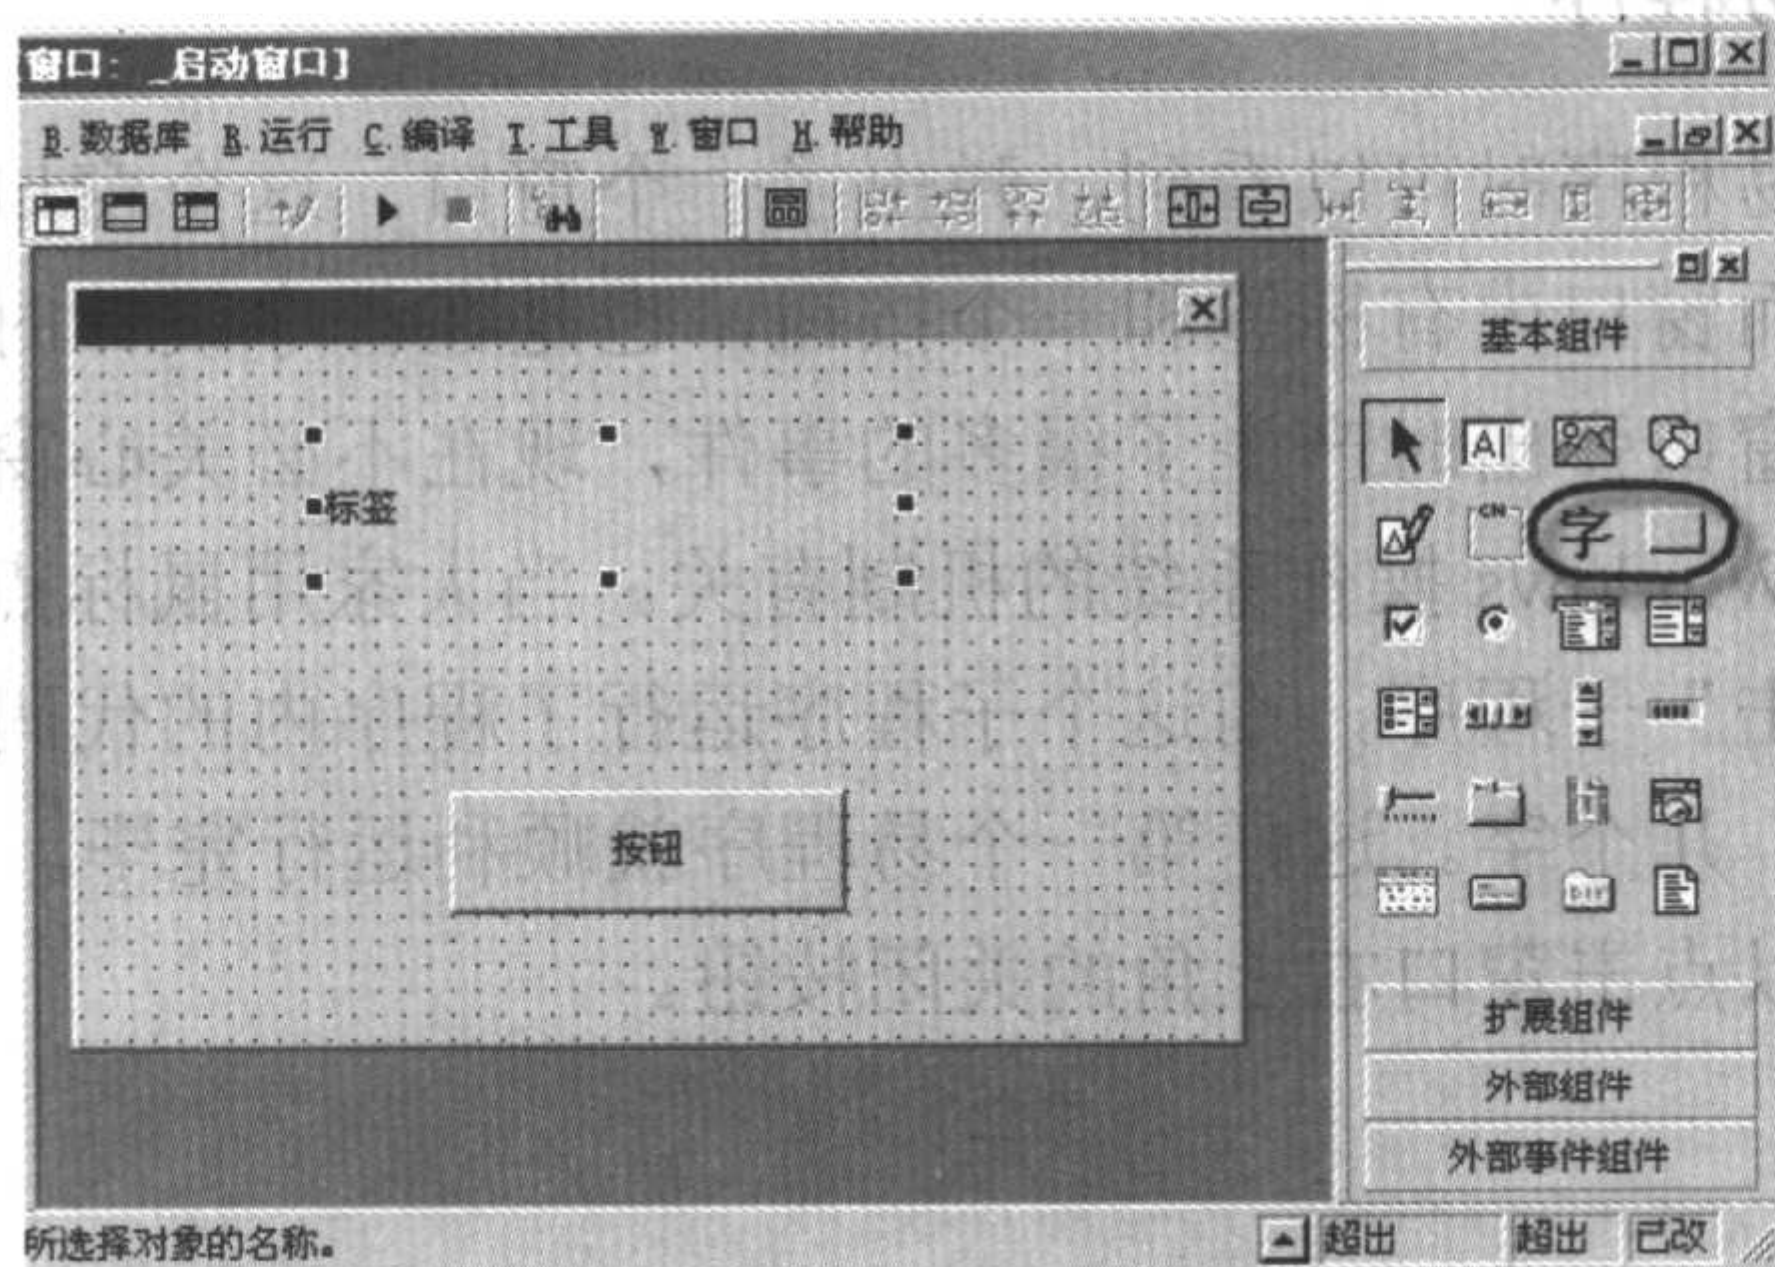 窗口: _启动窗口]
B.数据库 R.运行 C.编译 T.工具 W.窗口 H.帮助
基本组件
标签
A
CN
字
按钮
DIR
扩展组件
外部组件
外部事件组件
所选择对象的名称。
超出 超出 已改